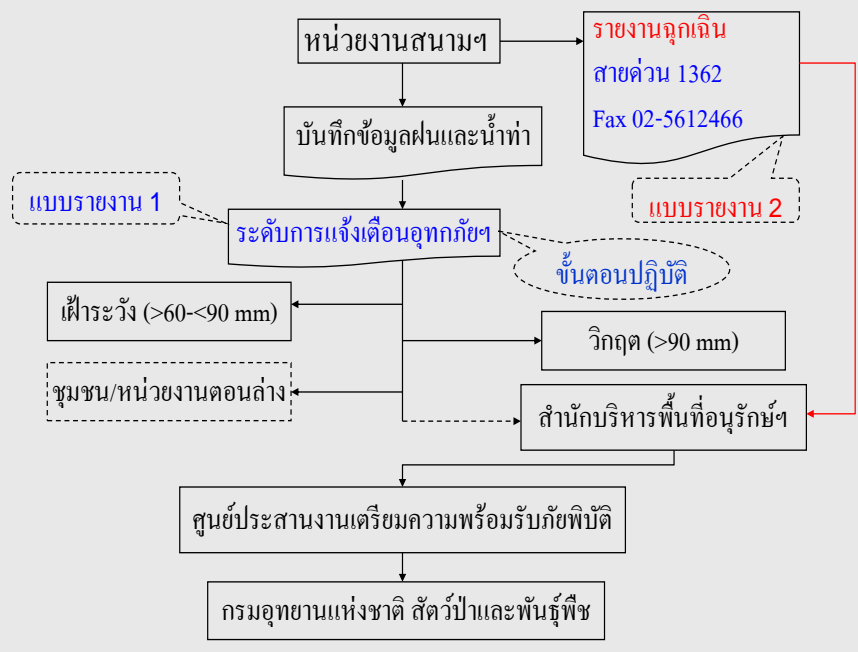 หน่วยงานสนามฯ
รายงานฉุกเฉิน
สายด่วน 1362
Fax 02-5612466
บันทึกข้อมูลฝนและน้ำท่า
แบบรายงาน 1
แบบรายงาน 2
ระดับการแจ้งเตือนอุทกภัยฯ
ขั้นตอนปฏิบัติ
เฝ้าระวัง (>60-<90 mm)
วิกฤต (>90 mm)
ชุมชน/หน่วยงานตอนล่าง
สำนักบริหารพื้นที่อนุรักษ์ฯ
ศูนย์ประสานงานเตรียมความพร้อมรับภัยพิบัติ
กรมอุทยานแห่งชาติ สัตว์ป่าและพันธุ์พืช